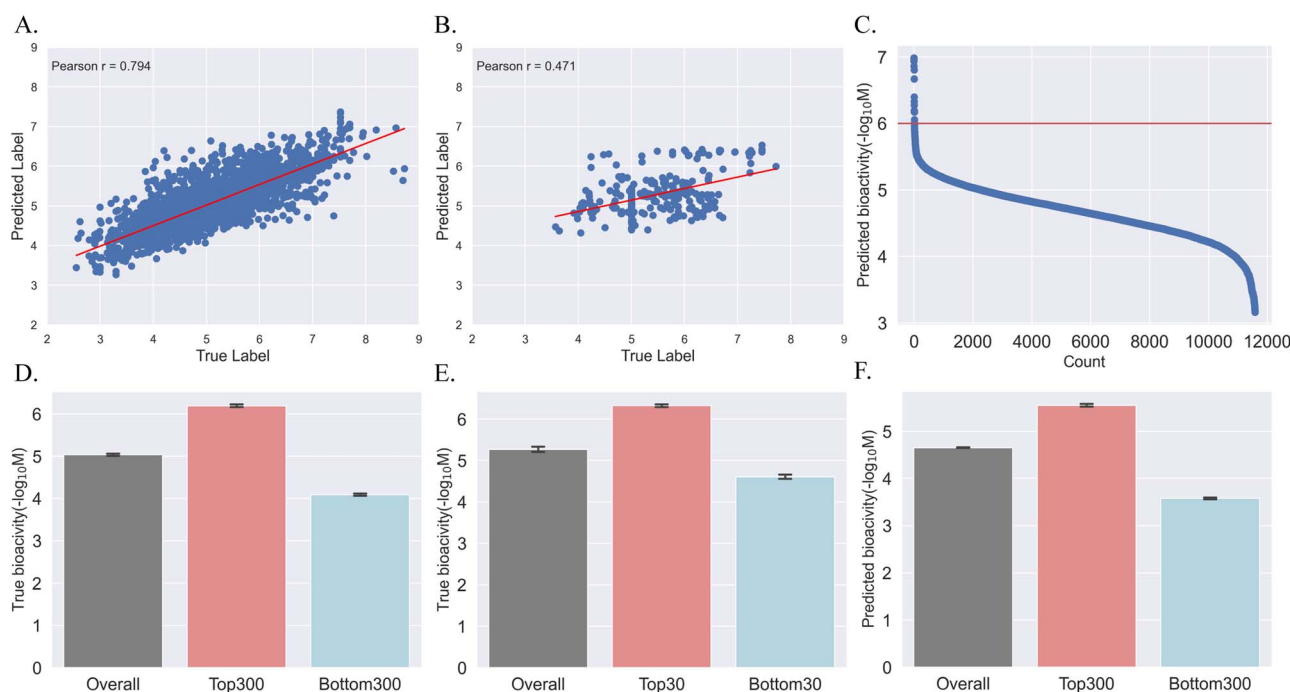 A.
Pearson r = 0.794
9
8
7
6
5
4
3
2
Predicted Label
2 3 4 5 6 7 8 9
True Label
B.
Pearson r = 0.471
9
8
7
6
5
4
3
2
Predicted Label
2 3 4 5 6 7 8 9
True Label
C.
7
6
5
4
3
Predicted bioactivity(-log₁₀M)
0 2000 4000 6000 8000 10000 12000
Count
D.
6
5
4
3
2
1
0
True bioacivity(-log₁₀M)
Overall Top300 Bottom300
E.
6
5
4
3
2
1
0
True bioacivity(-log₁₀M)
Overall Top30 Bottom30
F.
5
4
3
2
1
0
Predicted bioacivity(-log₁₀M)
Overall Top300 Bottom300